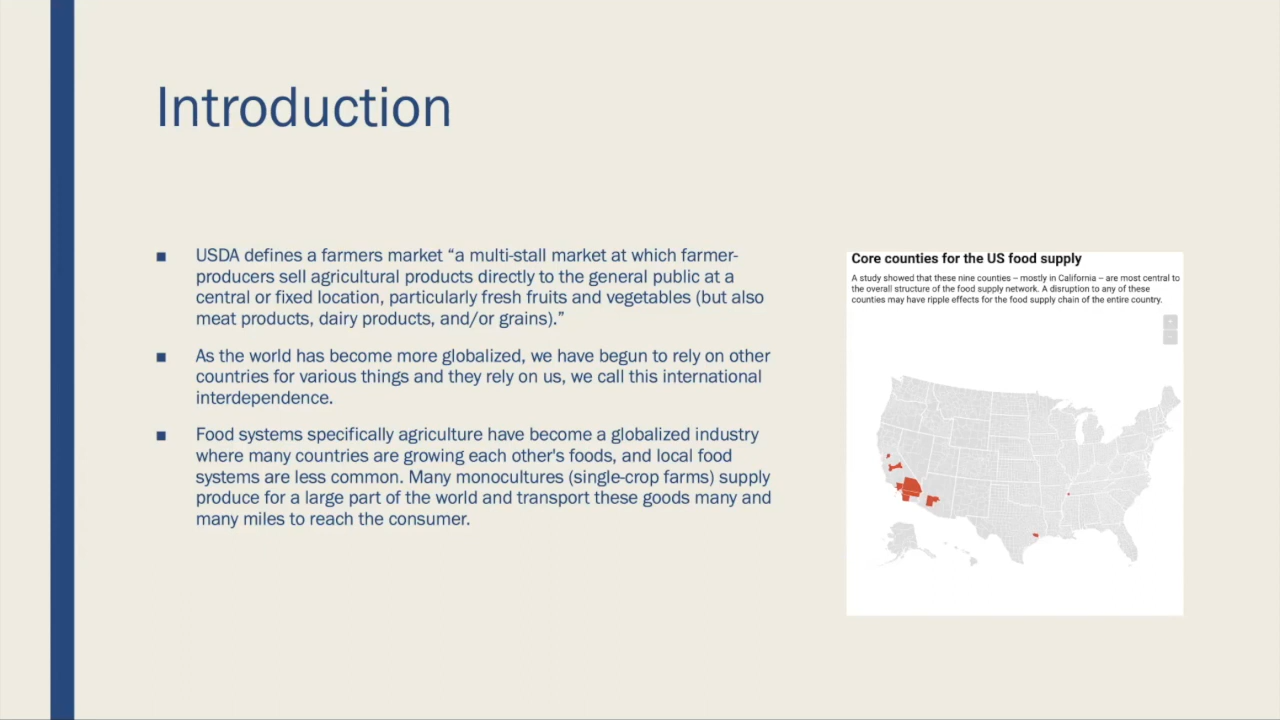 Introduction
■ USDA defines a farmers market “a multi-stall market at which farmer-
producers sell agricultural products directly to the general public at a
central or fixed location, particularly fresh fruits and vegetables (but also
meat products, dairy products, and/or grains).”
■ As the world has become more globalized, we have begun to rely on other
countries for various things and they rely on us, we call this international
interdependence.
■ Food systems specifically agriculture have become a globalized industry
where many countries are growing each other's foods, and local food
systems are less common. Many monocultures (single-crop farms) supply
produce for a large part of the world and transport these goods many and
many miles to reach the consumer.
Core counties for the US food supply
A study showed that these nine counties – mostly in California – are most central to
the overall structure of the food supply network. A disruption to any of these
counties may have ripple effects for the food supply chain of the entire country.